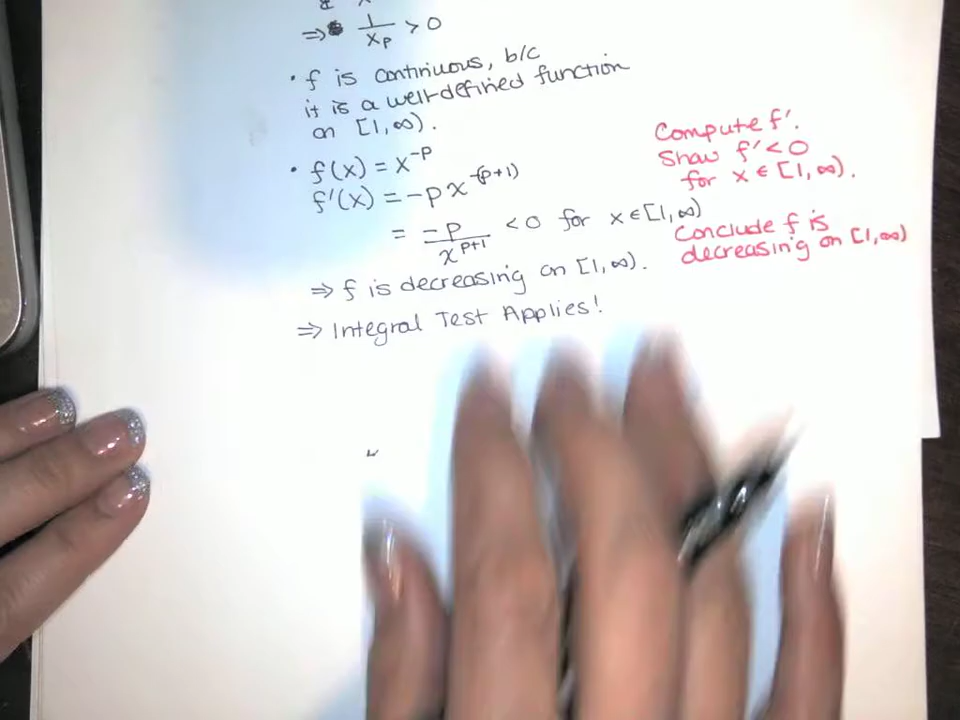 ⇒ 1/x^p > 0
• f is continuous, b/c
it is a well-defined function
on [1, ∞).
• f(x) = x^-p
f'(x) = -p x^-(p+1)
= -p/x^p+1 < 0 for x ∈ [1, ∞)
⇒ f is decreasing on [1, ∞).
⇒ Integral Test Applies!
Compute f'.
Show f' < 0
for x ∈ [1, ∞).
Conclude f is
decreasing on [1, ∞)